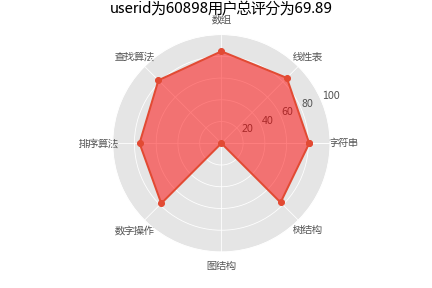 userid为60898用户总评分为69.89
数组
查找算法
线性表
100
80
60
40
20
排序算法
字符串
数字操作
树结构
图结构